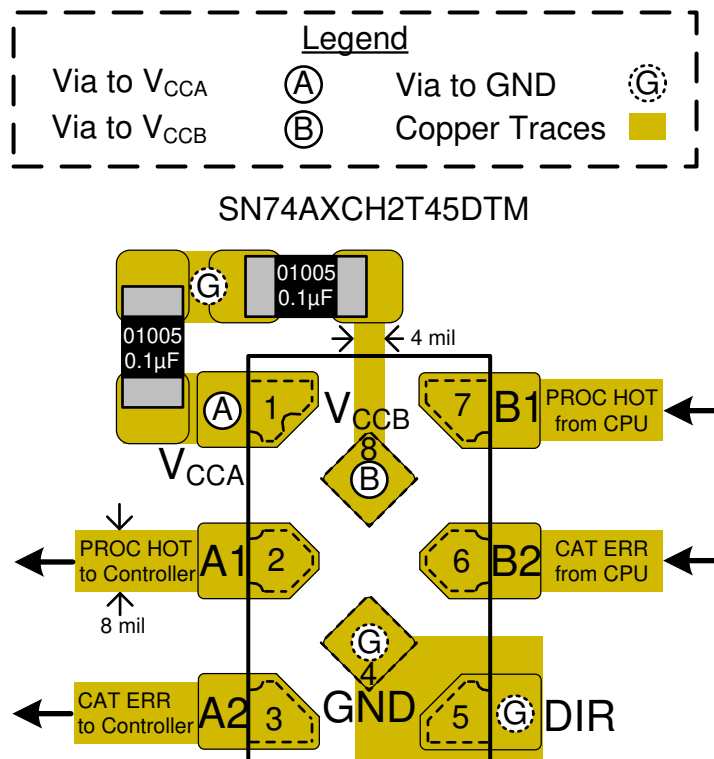 Legend
Via to VCCA A Via to GND G
Via to VCCB B Copper Traces
SN74AXCH2T45DTM
G
01005
0.1µF
01005
0.1µF
4 mil
A
1
VCCB
7
B1
PROC HOT
from CPU
8
B
VCCA
PROC HOT
to Controller
A1
2
6
B2
CAT ERR
from CPU
8 mil
G
4
CAT ERR
to Controller
A2
3
GND
5
G
DIR